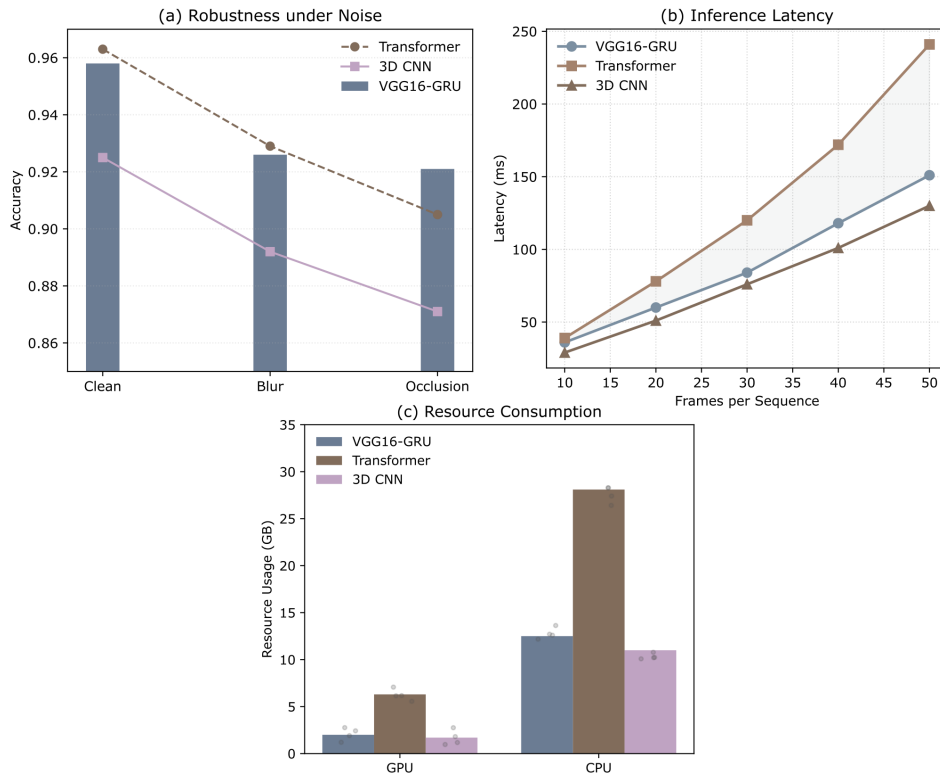 (a) Robustness under Noise
Accuracy
0.96
0.94
0.92
0.90
0.88
0.86
Transformer
3D CNN
VGG16-GRU
Clean
Blur
Occlusion
(b) Inference Latency
Latency (ms)
250
200
150
100
50
VGG16-GRU
Transformer
3D CNN
10
15
20
25
30
35
40
45
50
Frames per Sequence
(c) Resource Consumption
Resource Usage (GB)
35
30
25
20
15
10
5
0
VGG16-GRU
Transformer
3D CNN
GPU
CPU